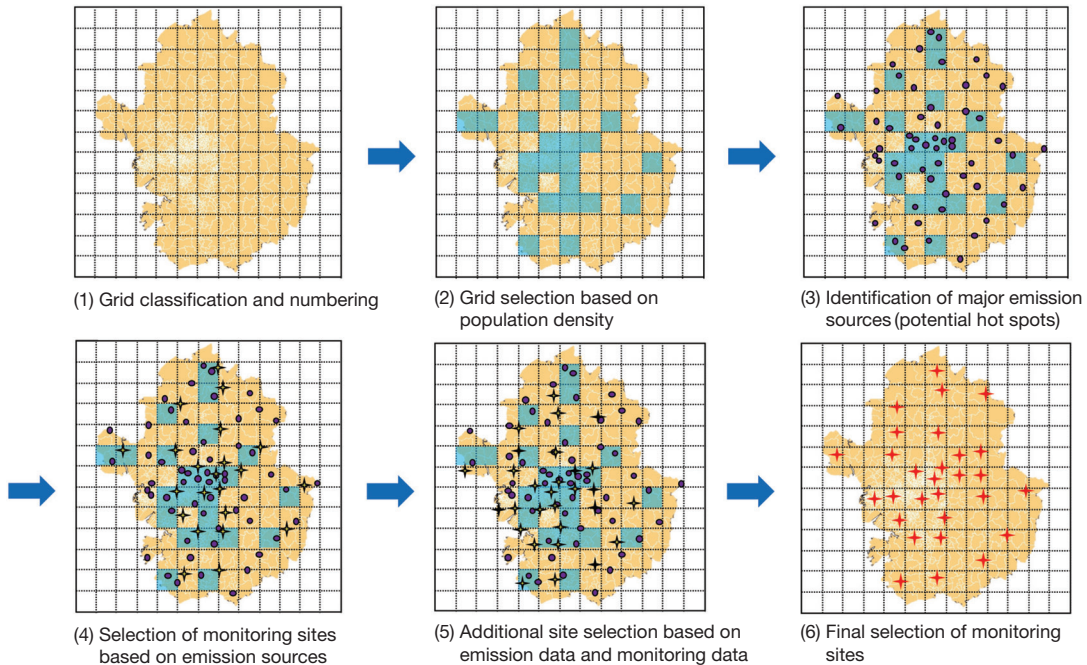 (1) Grid classification and numbering
(2) Grid selection based on
population density
(3) Identification of major emission
sources (potential hot spots)
(4) Selection of monitoring sites
based on emission sources
(5) Additional site selection based on
emission data and monitoring data
(6) Final selection of monitoring
sites